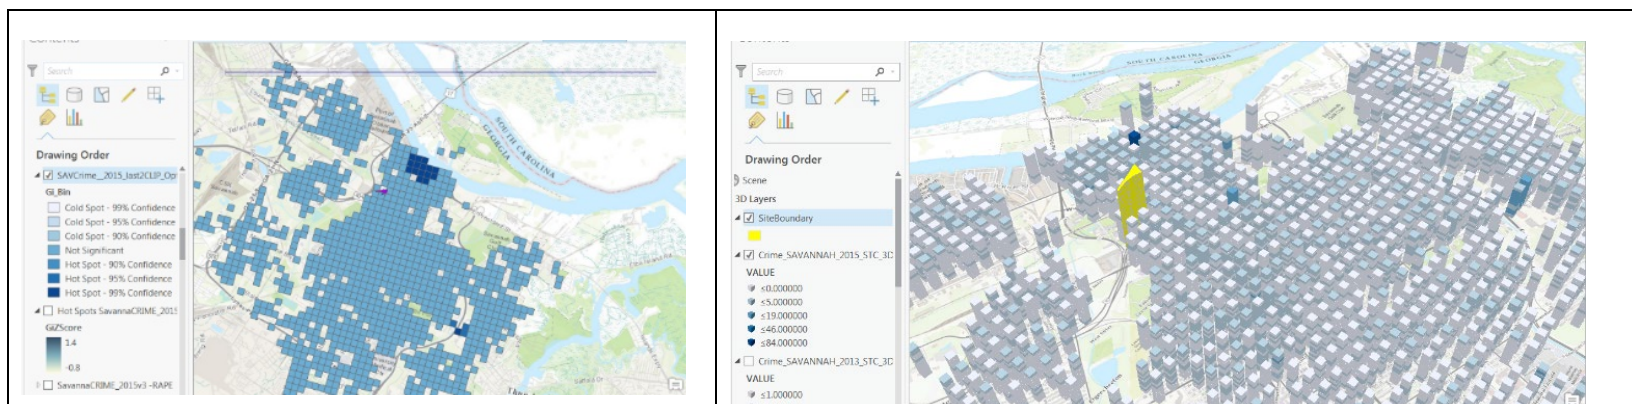 Contents
Search
Drawing Order
SAVCrime__2015_last2CLIP_Op
Gi_Bin
Cold Spot - 99% Confidence
Cold Spot - 95% Confidence
Cold Spot - 90% Confidence
Not Significant
Hot Spot - 90% Confidence
Hot Spot - 95% Confidence
Hot Spot - 99% Confidence
Hot Spots SavannaCRIME_2015
GiZScore
1.4
-0.8
SavannaCRIME_2015v3 -RAPE
SOUTH CAROLINA
GEORGIA
Search
Drawing Order
Scene
3D Layers
SiteBoundary
Crime_SAVANNAH_2015_STC_3D
VALUE
≤0.000000
≤5.000000
≤19.000000
≤46.000000
≤84.000000
Crime_SAVANNAH_2013_STC_3D
VALUE
≤1.000000
SOUTH CAROLINA
GEORGIA